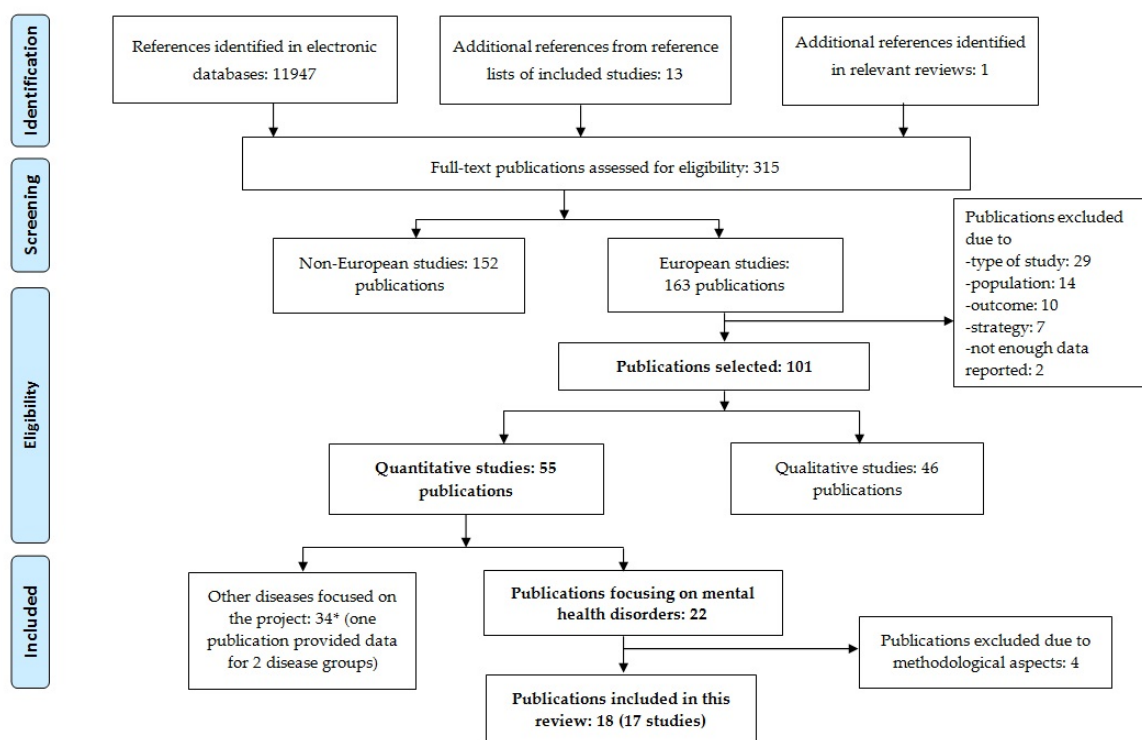 Identification
References identified in electronic
databases: 11947
Additional references from reference
lists of included studies: 13
Additional references identified
in relevant reviews: 1
Screening
Full-text publications assessed for eligibility: 315
Non-European studies: 152
publications
European studies:
163 publications
Publications excluded
due to
-type of study: 29
-population: 14
-outcome: 10
-strategy: 7
-not enough data
reported: 2
Eligibility
Publications selected: 101
Quantitative studies: 55
publications
Qualitative studies: 46
publications
Included
Other diseases focused on
the project: 34* (one
publication provided data
for 2 disease groups)
Publications focusing on mental
health disorders: 22
Publications excluded due to
methodological aspects: 4
Publications included in this
review: 18 (17 studies)